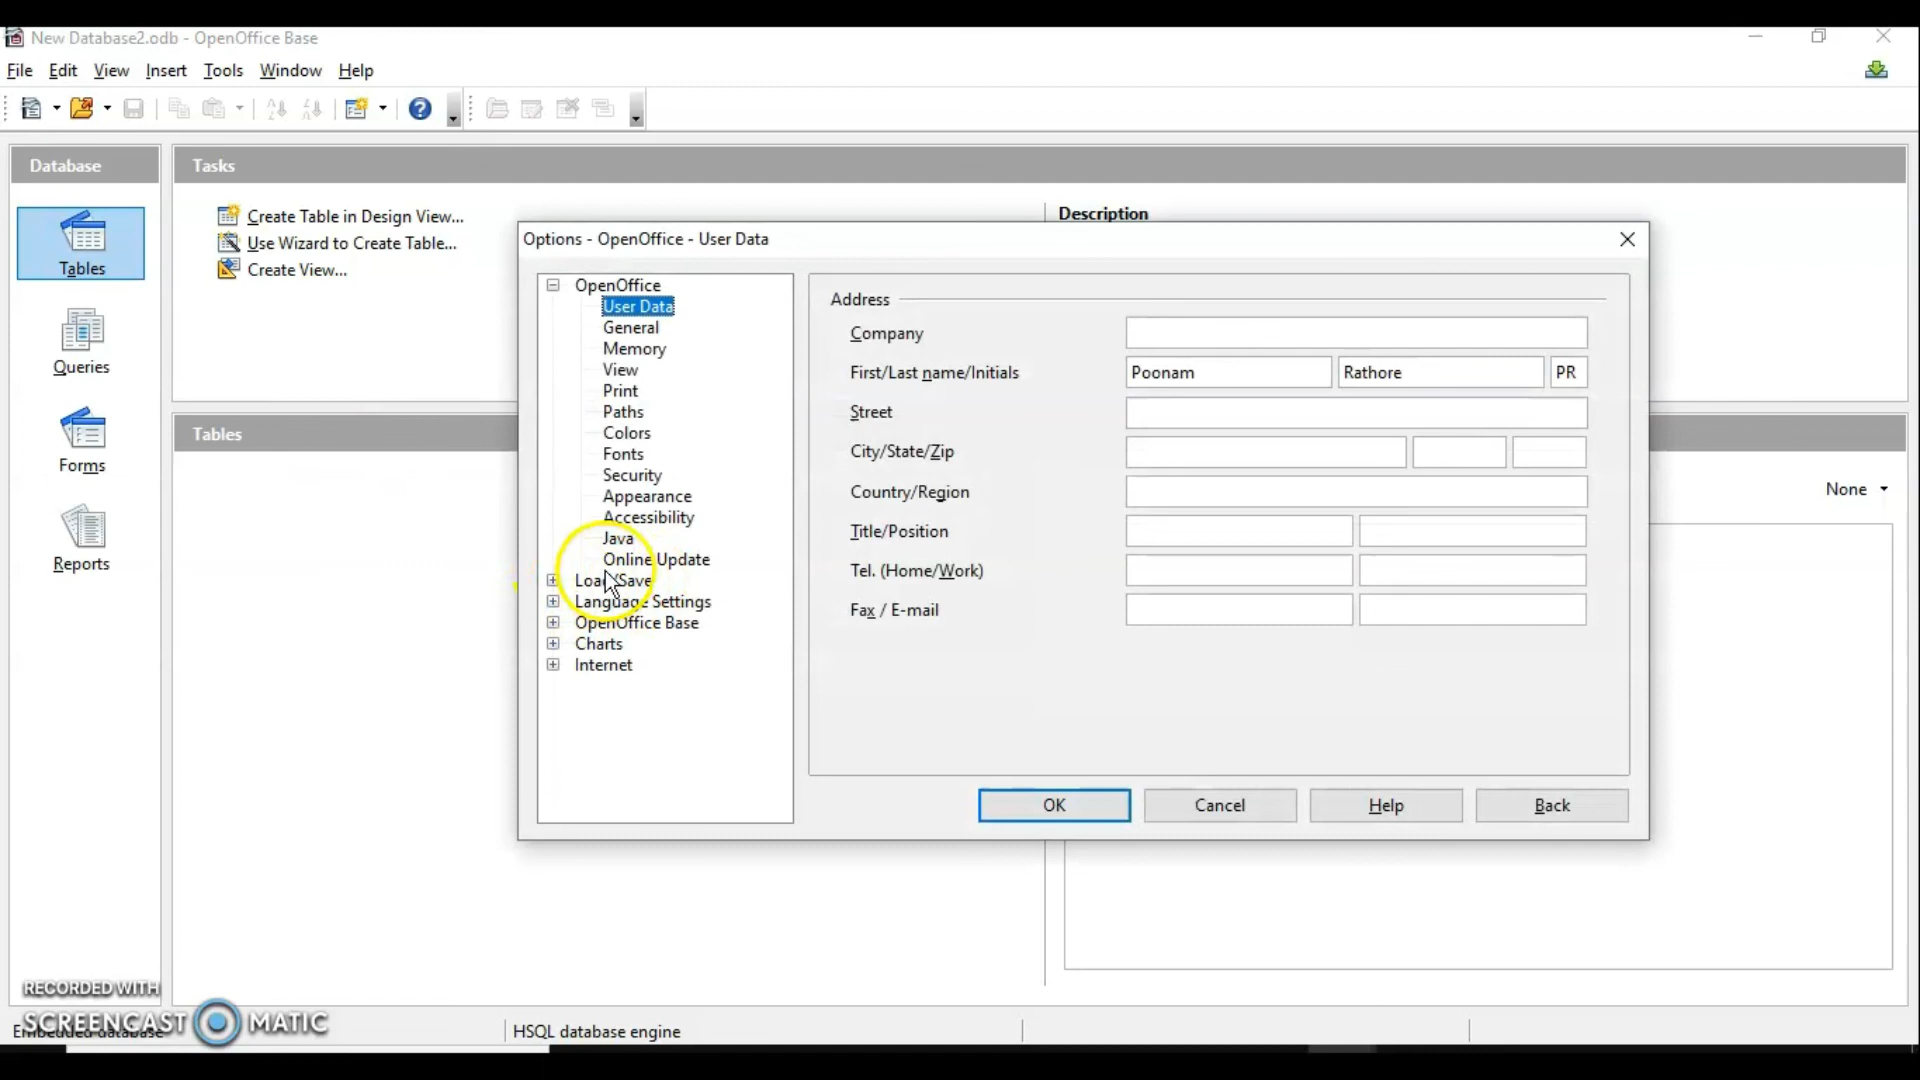 New Database2.odb - OpenOffice Base
File Edit View Insert Tools Window Help
Database
Tables
Queries
Forms
Reports
Tasks
Create Table in Design View...
Use Wizard to Create Table...
Create View...
Description
Tables
None
Options - OpenOffice - User Data
OpenOffice
User Data
General
Memory
View
Print
Paths
Colors
Fonts
Security
Appearance
Accessibility
Java
Online Update
Load/Save
Language Settings
OpenOffice Base
Charts
Internet
Address
Company
First/Last name/Initials Poonam Rathore PR
Street
City/State/Zip
Country/Region
Title/Position
Tel. (Home/Work)
Fax / E-mail
OK Cancel Help Back
RECORDED WITH
SCREENCAST MATIC
Embedded database HSQL database engine